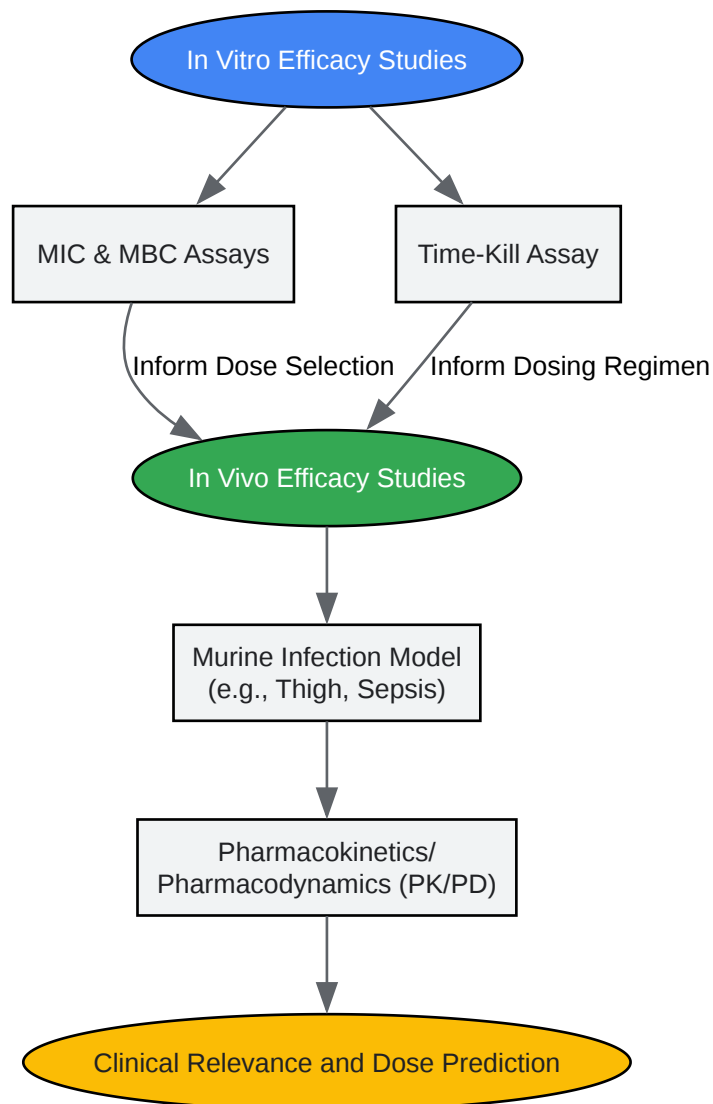 In Vitro Efficacy Studies
MIC & MBC Assays
Time-Kill Assay
Inform Dose Selection
Inform Dosing Regimen
In Vivo Efficacy Studies
Murine Infection Model
(e.g., Thigh, Sepsis)
Pharmacokinetics/
Pharmacodynamics (PK/PD)
Clinical Relevance and Dose Prediction